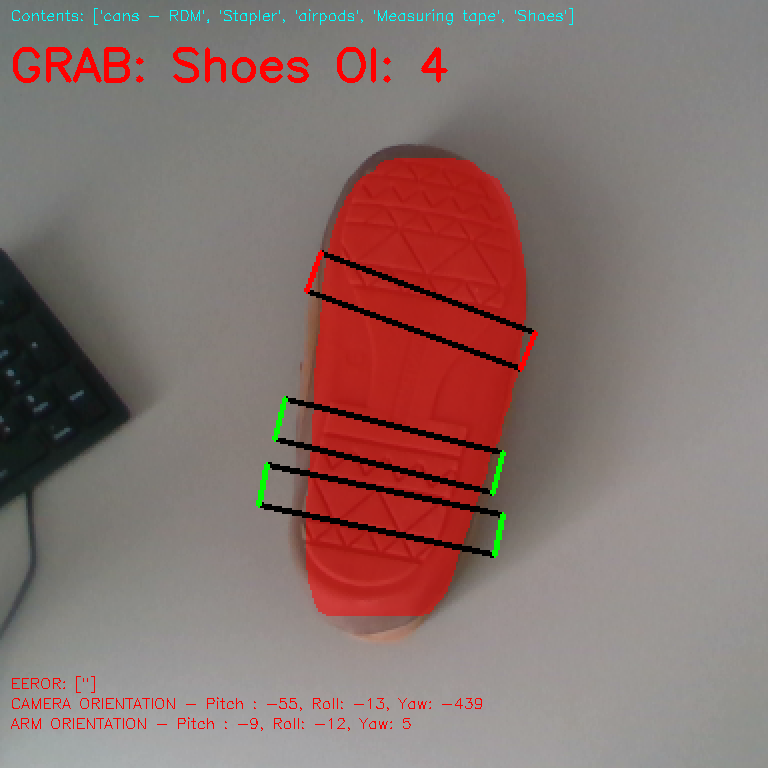 Contents: ['cans - RDM', 'Stapler', 'airpods', 'Measuring tape', 'Shoes']
GRAB: Shoes OI: 4
EEROR: ['']
CAMERA ORIENTATION - Pitch : -55, Roll: -13, Yaw: -439
ARM ORIENTATION - Pitch : -9, Roll: -12, Yaw: 5